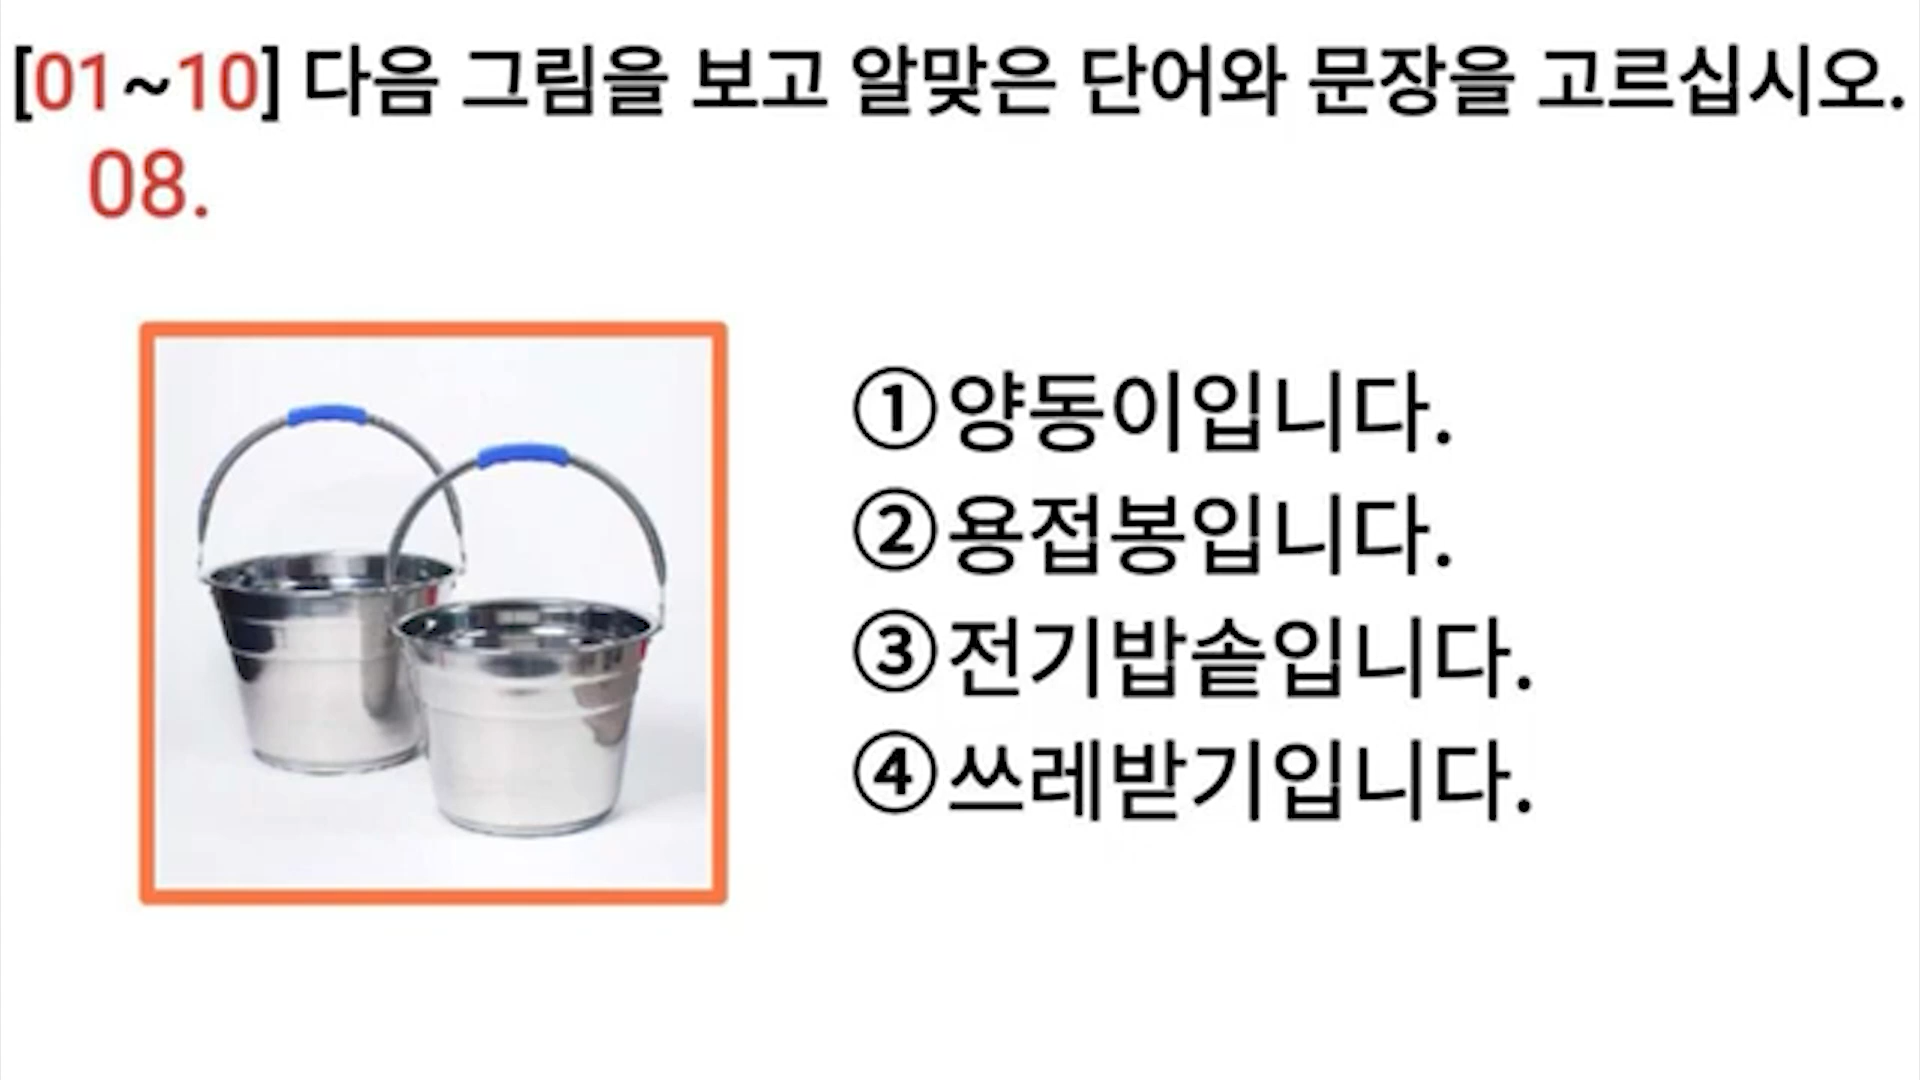 [01~10] 다음 그림을 보고 알맞은 단어와 문장을 고르십시오.
08.
①양동이입니다.
②용접봉입니다.
③전기밥솥입니다.
④쓰레받기입니다.